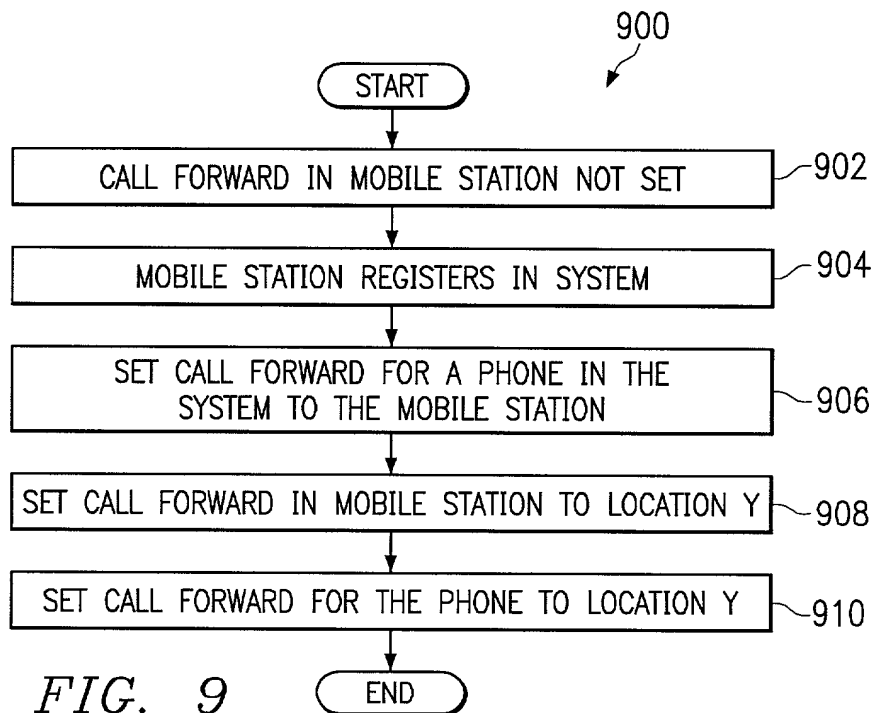 900
START
CALL FORWARD IN MOBILE STATION NOT SET
902
MOBILE STATION REGISTERS IN SYSTEM
904
SET CALL FORWARD FOR A PHONE IN THE
SYSTEM TO THE MOBILE STATION
906
SET CALL FORWARD IN MOBILE STATION TO LOCATION Y
908
SET CALL FORWARD FOR THE PHONE TO LOCATION Y
910
FIG. 9
END